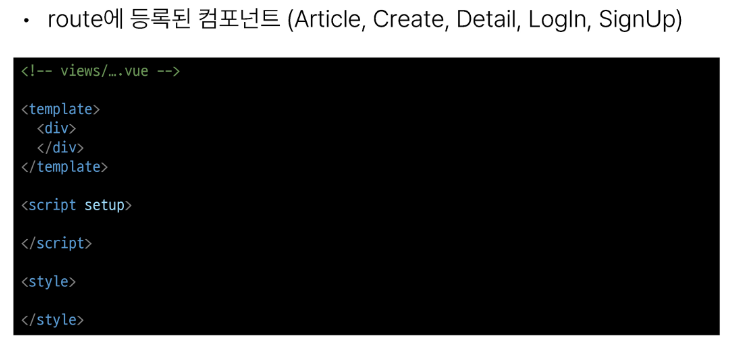 • route에 등록된 컴포넌트 (Article, Create, Detail, LogIn, SignUp)
<!-- views/….vue -->
<template>
<div>
</div>
</template>
<script setup>
</script>
<style>
</style>